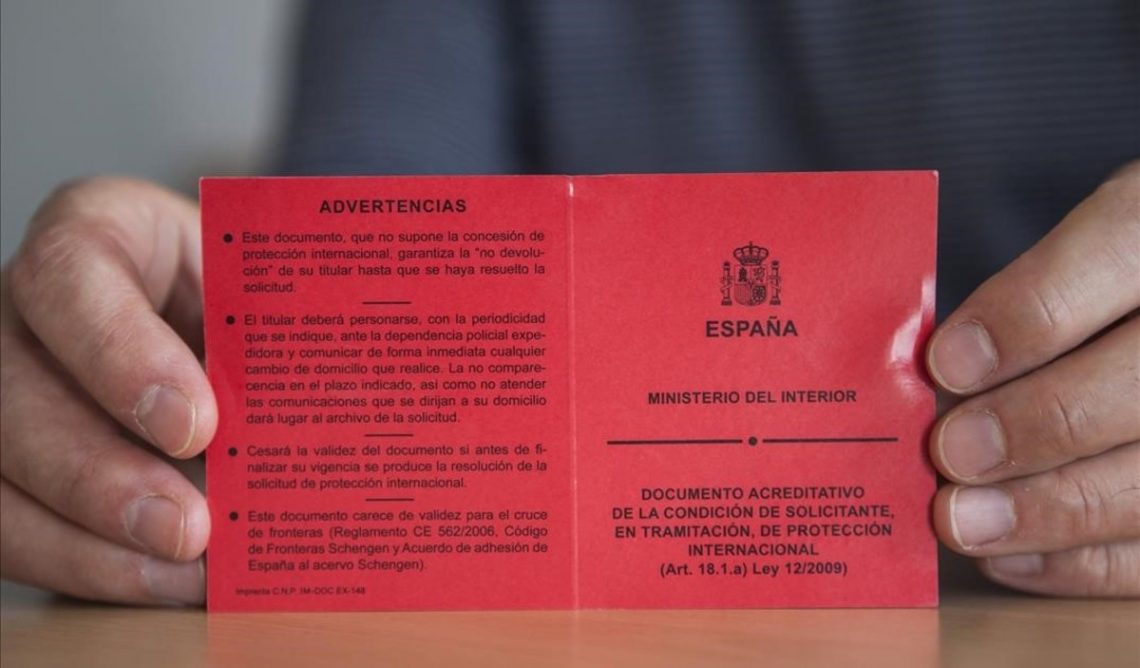 ADVERTENCIAS
● Este documento, que no supone la concesión de
protección internacional, garantiza la "no devolu-
ción" de su titular hasta que se haya resuelto la
solicitud.
● El titular deberá personarse, con la periodicidad
que se indique, ante la dependencia policial expe-
didora y comunicar de forma inmediata cualquier
cambio de domicilio que realice. La no compare-
cencia en el plazo indicado, así como no atender
las comunicaciones que se dirijan a su domicilio
dará lugar al archivo de la solicitud.
● Cesará la validez del documento si antes de fi-
nalizar su vigencia se produce la resolución de la
solicitud de protección internacional.
● Este documento carece de validez para el cruce
de fronteras (Reglamento CE 562/2006, Código
de Fronteras Schengen y Acuerdo de adhesión de
España al acervo Schengen).
Imprenta C.N.P. IM-DOC EX-148
ESPAÑA
MINISTERIO DEL INTERIOR
DOCUMENTO ACREDITATIVO
DE LA CONDICIÓN DE SOLICITANTE,
EN TRAMITACIÓN, DE PROTECCIÓN
INTERNACIONAL
(Art. 18.1.a) Ley 12/2009)